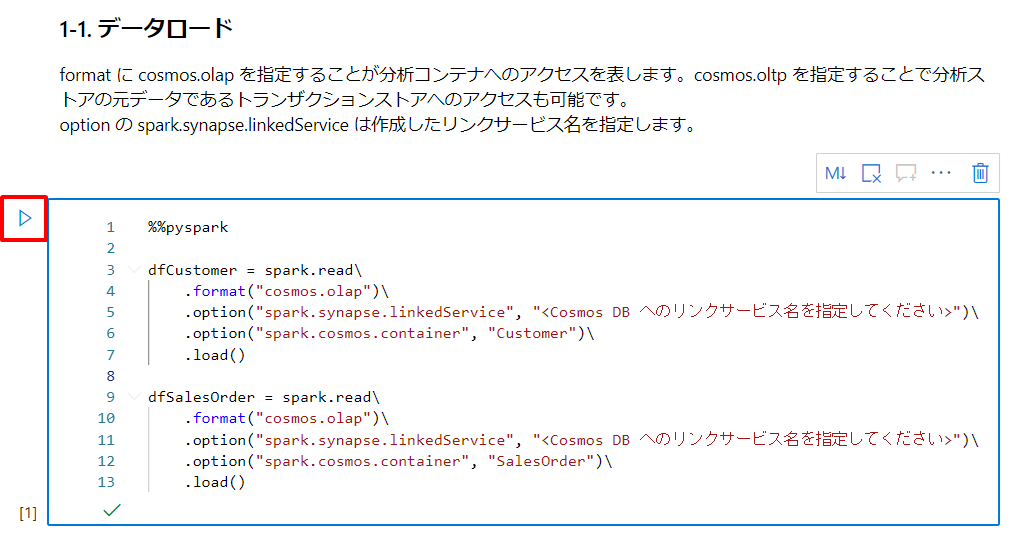 1-1. データロード
format に cosmos.olap を指定することが分析コンテナへのアクセスを表します。cosmos.oltp を指定することで分析ス
トアの元データであるトランザクションストアへのアクセスも可能です。
option の spark.synapse.linkedService は作成したリンクサービス名を指定します。
M↓
1 %%pyspark
2
3 dfCustomer = spark.read\
4 .format("cosmos.olap")\
5 .option("spark.synapse.linkedService", "<Cosmos DB へのリンクサービス名を指定してください>")\
6 .option("spark.cosmos.container", "Customer")\
7 .load()
8
9 dfSalesOrder = spark.read\
10 .format("cosmos.olap")\
11 .option("spark.synapse.linkedService", "<Cosmos DB へのリンクサービス名を指定してください>")\
12 .option("spark.cosmos.container", "SalesOrder")\
13 .load()
[1]